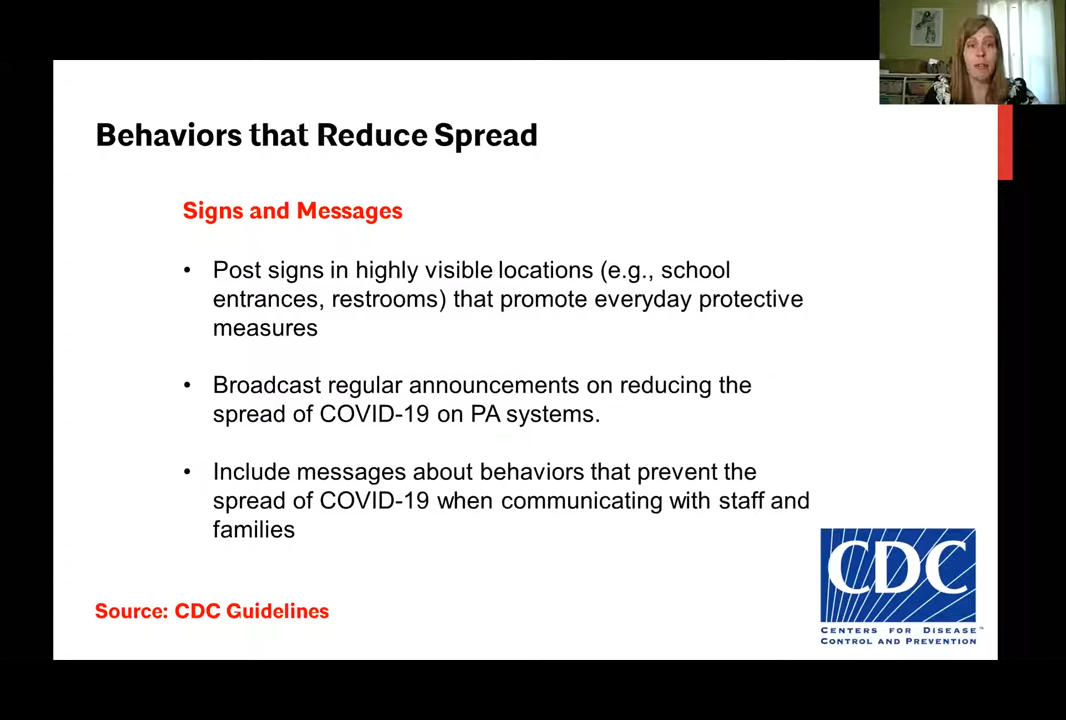 Behaviors that Reduce Spread
Signs and Messages
• Post signs in highly visible locations (e.g., school
entrances, restrooms) that promote everyday protective
measures
• Broadcast regular announcements on reducing the
spread of COVID-19 on PA systems.
• Include messages about behaviors that prevent the
spread of COVID-19 when communicating with staff and
families
Source: CDC Guidelines
CDC
CENTERS FOR DISEASE™
CONTROL AND PREVENTION